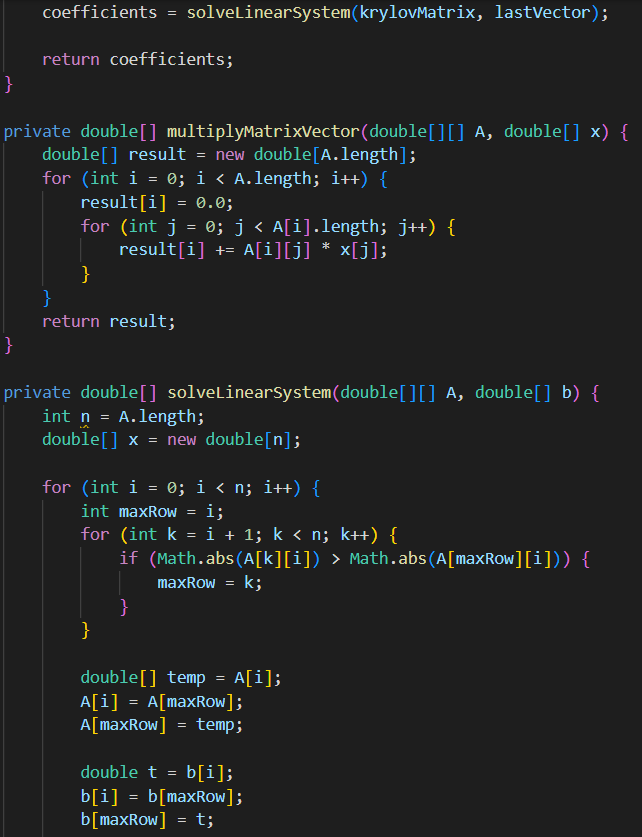 coefficients = solveLinearSystem(krylovMatrix, lastVector);
return coefficients;
}
private double[] multiplyMatrixVector(double[][] A, double[] x) {
double[] result = new double[A.length];
for (int i = 0; i < A.length; i++) {
result[i] = 0.0;
for (int j = 0; j < A[i].length; j++) {
result[i] += A[i][j] * x[j];
}
}
return result;
}
private double[] solveLinearSystem(double[][] A, double[] b) {
int n = A.length;
double[] x = new double[n];
for (int i = 0; i < n; i++) {
int maxRow = i;
for (int k = i + 1; k < n; k++) {
if (Math.abs(A[k][i]) > Math.abs(A[maxRow][i])) {
maxRow = k;
}
}
double[] temp = A[i];
A[i] = A[maxRow];
A[maxRow] = temp;
double t = b[i];
b[i] = b[maxRow];
b[maxRow] = t;